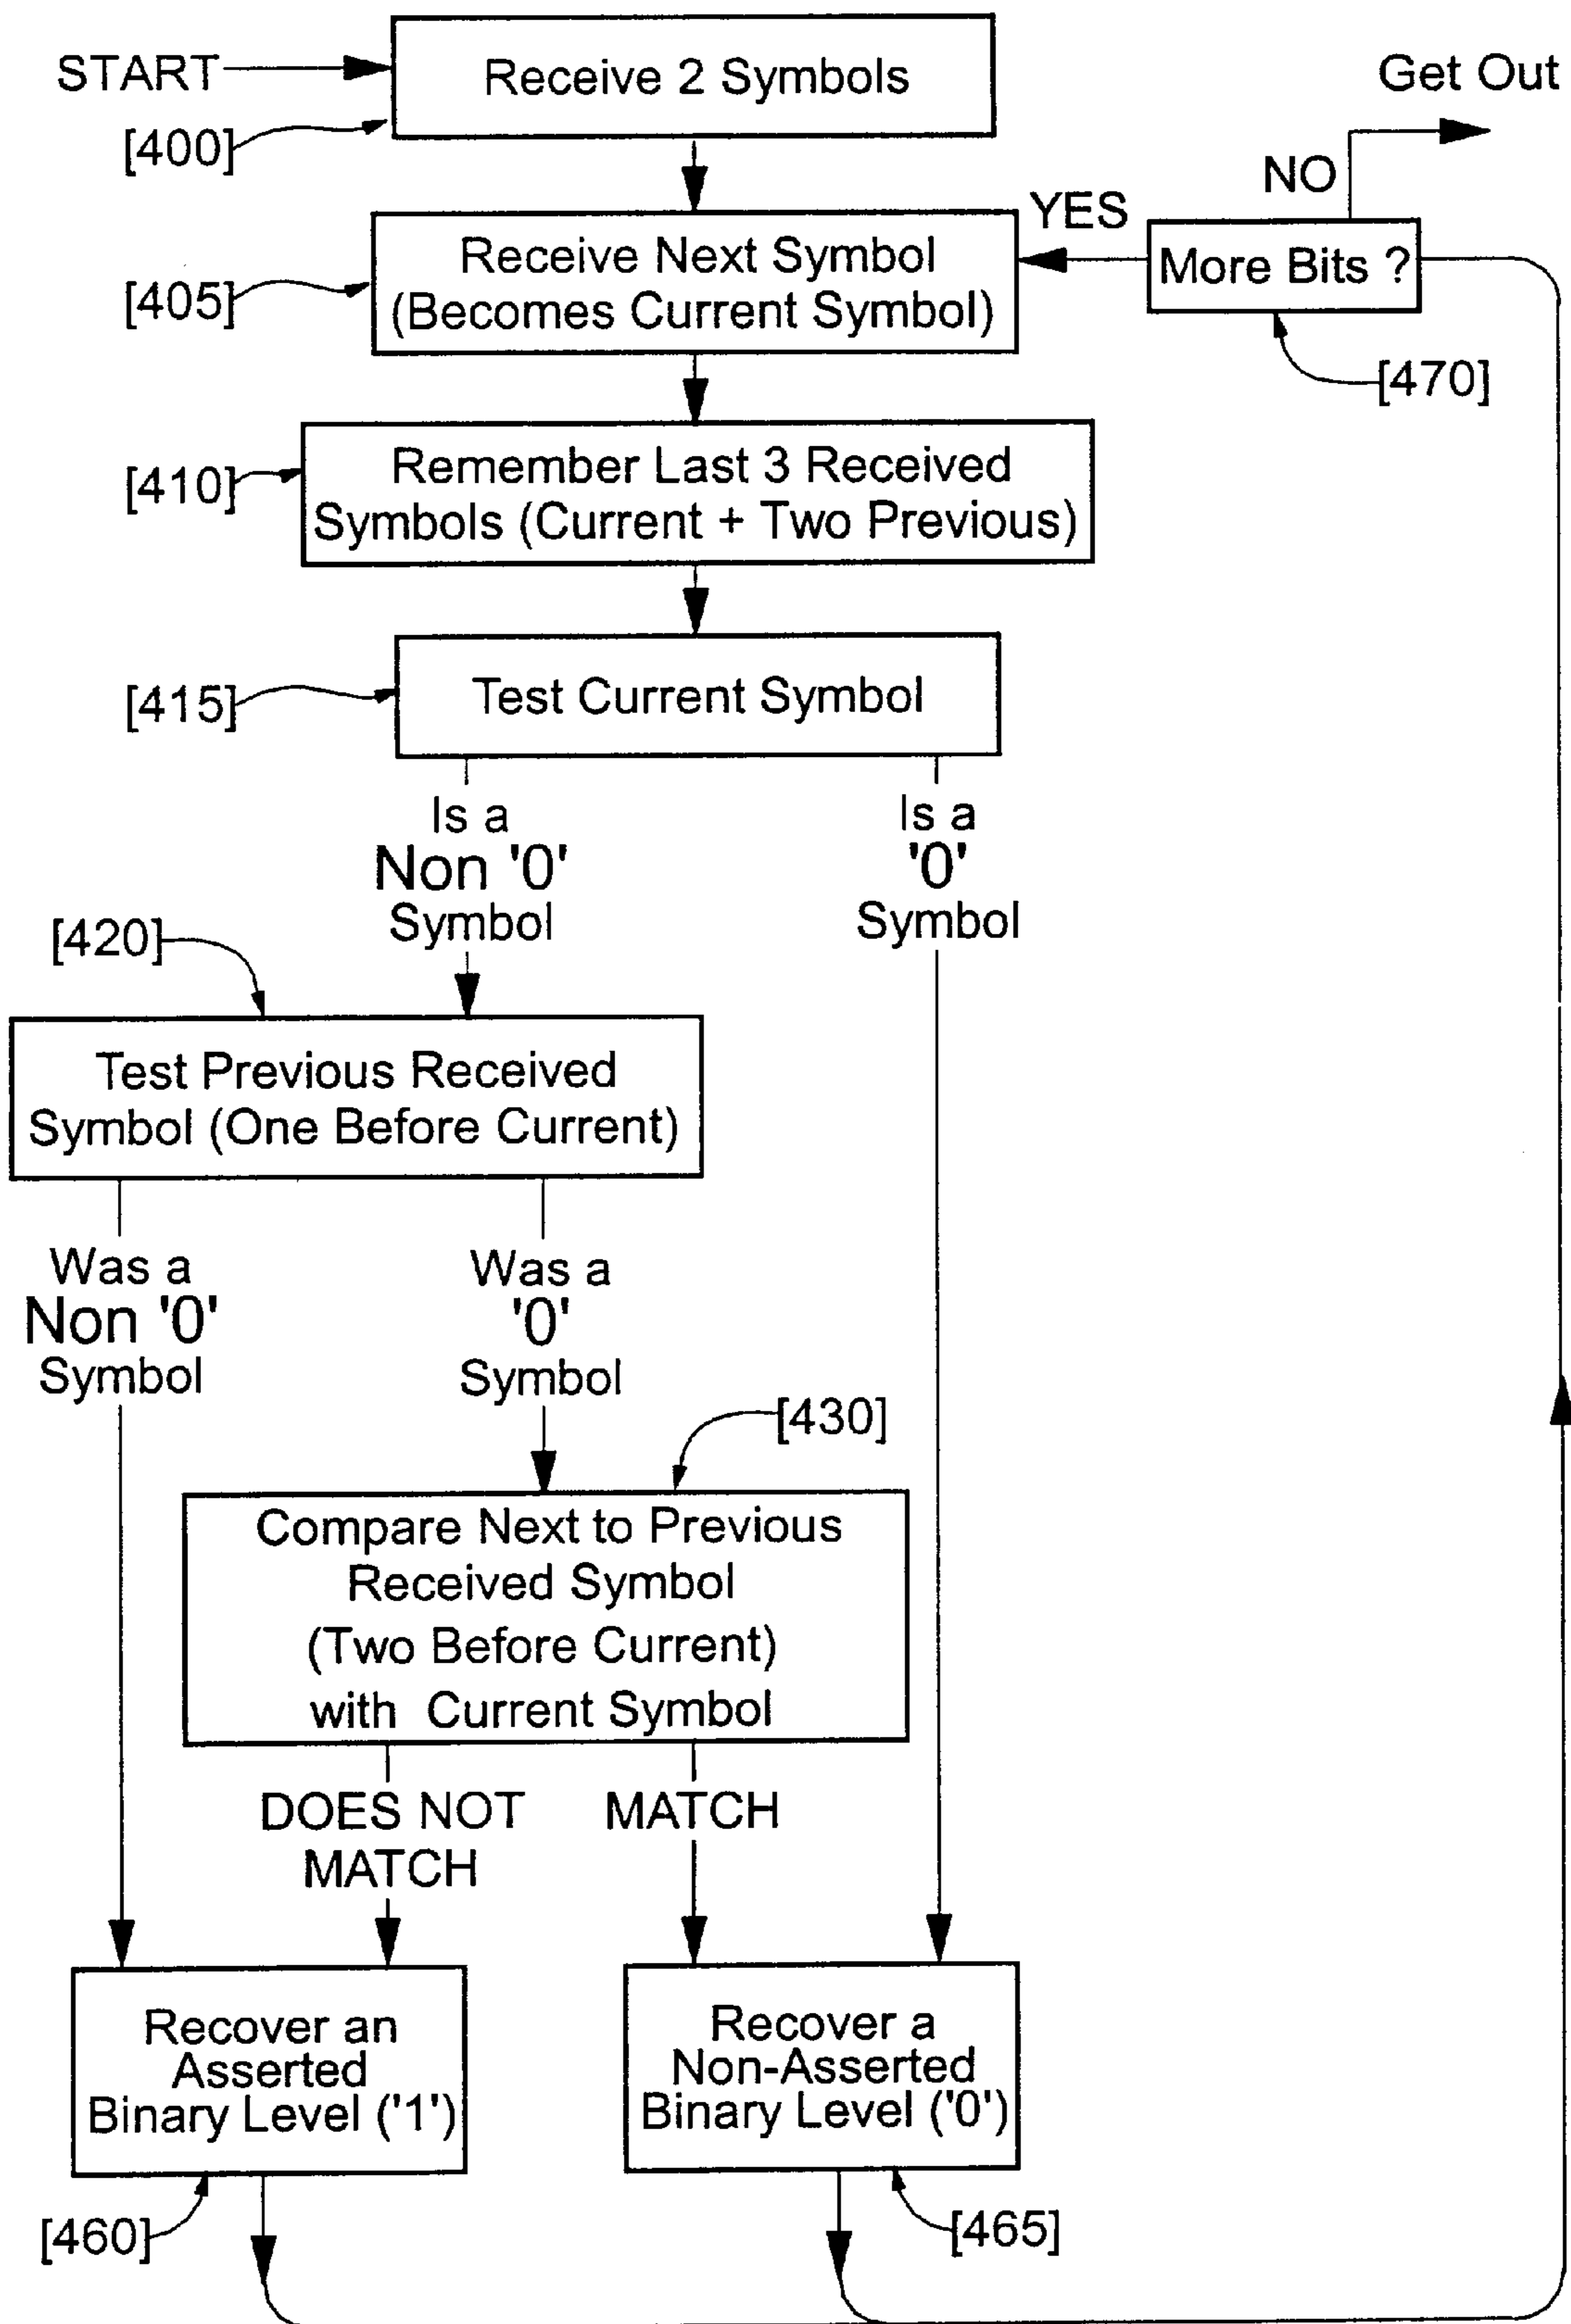 START
Receive 2 Symbols
Get Out
[400]
NO
YES
Receive Next Symbol
(Becomes Current Symbol)
More Bits ?
[405]
[470]
Remember Last 3 Received
Symbols (Current + Two Previous)
[410]
Test Current Symbol
[415]
Is a
Non '0'
Symbol
Is a
'0'
Symbol
[420]
Test Previous Received
Symbol (One Before Current)
Was a
Non '0'
Symbol
Was a
'0'
Symbol
[430]
Compare Next to Previous
Received Symbol
(Two Before Current)
with Current Symbol
DOES NOT
MATCH
MATCH
Recover an
Asserted
Binary Level ('1')
Recover a
Non-Asserted
Binary Level ('0')
[460]
[465]